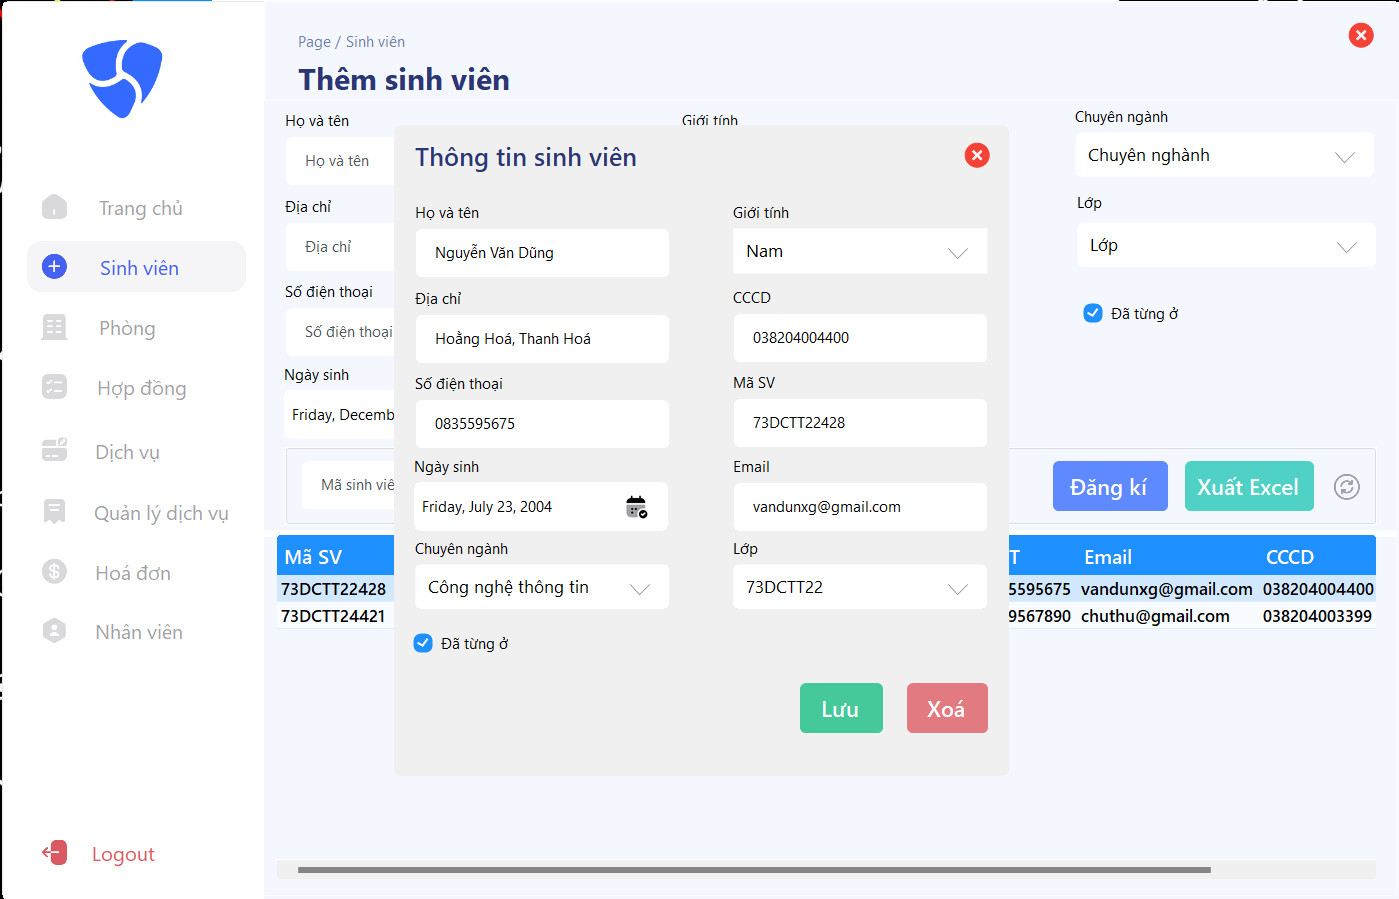 Page / Sinh viên
Thêm sinh viên
Trang chủ
Sinh viên
Phòng
Hợp đồng
Dịch vụ
Quản lý dịch vụ
Hoá đơn
Nhân viên
Logout
Họ và tên
Họ và tên
Địa chỉ
Địa chỉ
Số điện thoại
Số điện thoại
Ngày sinh
Friday, Decemb
Giới tính
Chuyên ngành
Chuyên nghành
Lớp
Lớp
Đã từng ở
Mã sinh viê
Đăng kí
Xuất Excel
Thông tin sinh viên
Họ và tên
Nguyễn Văn Dũng
Giới tính
Nam
Địa chỉ
Hoằng Hoá, Thanh Hoá
CCCD
038204004400
Số điện thoại
0835595675
Mã SV
73DCTT22428
Ngày sinh
Friday, July 23, 2004
Email
vandunxg@gmail.com
Chuyên ngành
Công nghệ thông tin
Lớp
73DCTT22
Đã từng ở
Lưu
Xoá
Mã SV T Email CCCD
73DCTT22428 5595675 vandunxg@gmail.com 038204004400
73DCTT24421 9567890 chuthu@gmail.com 038204003399